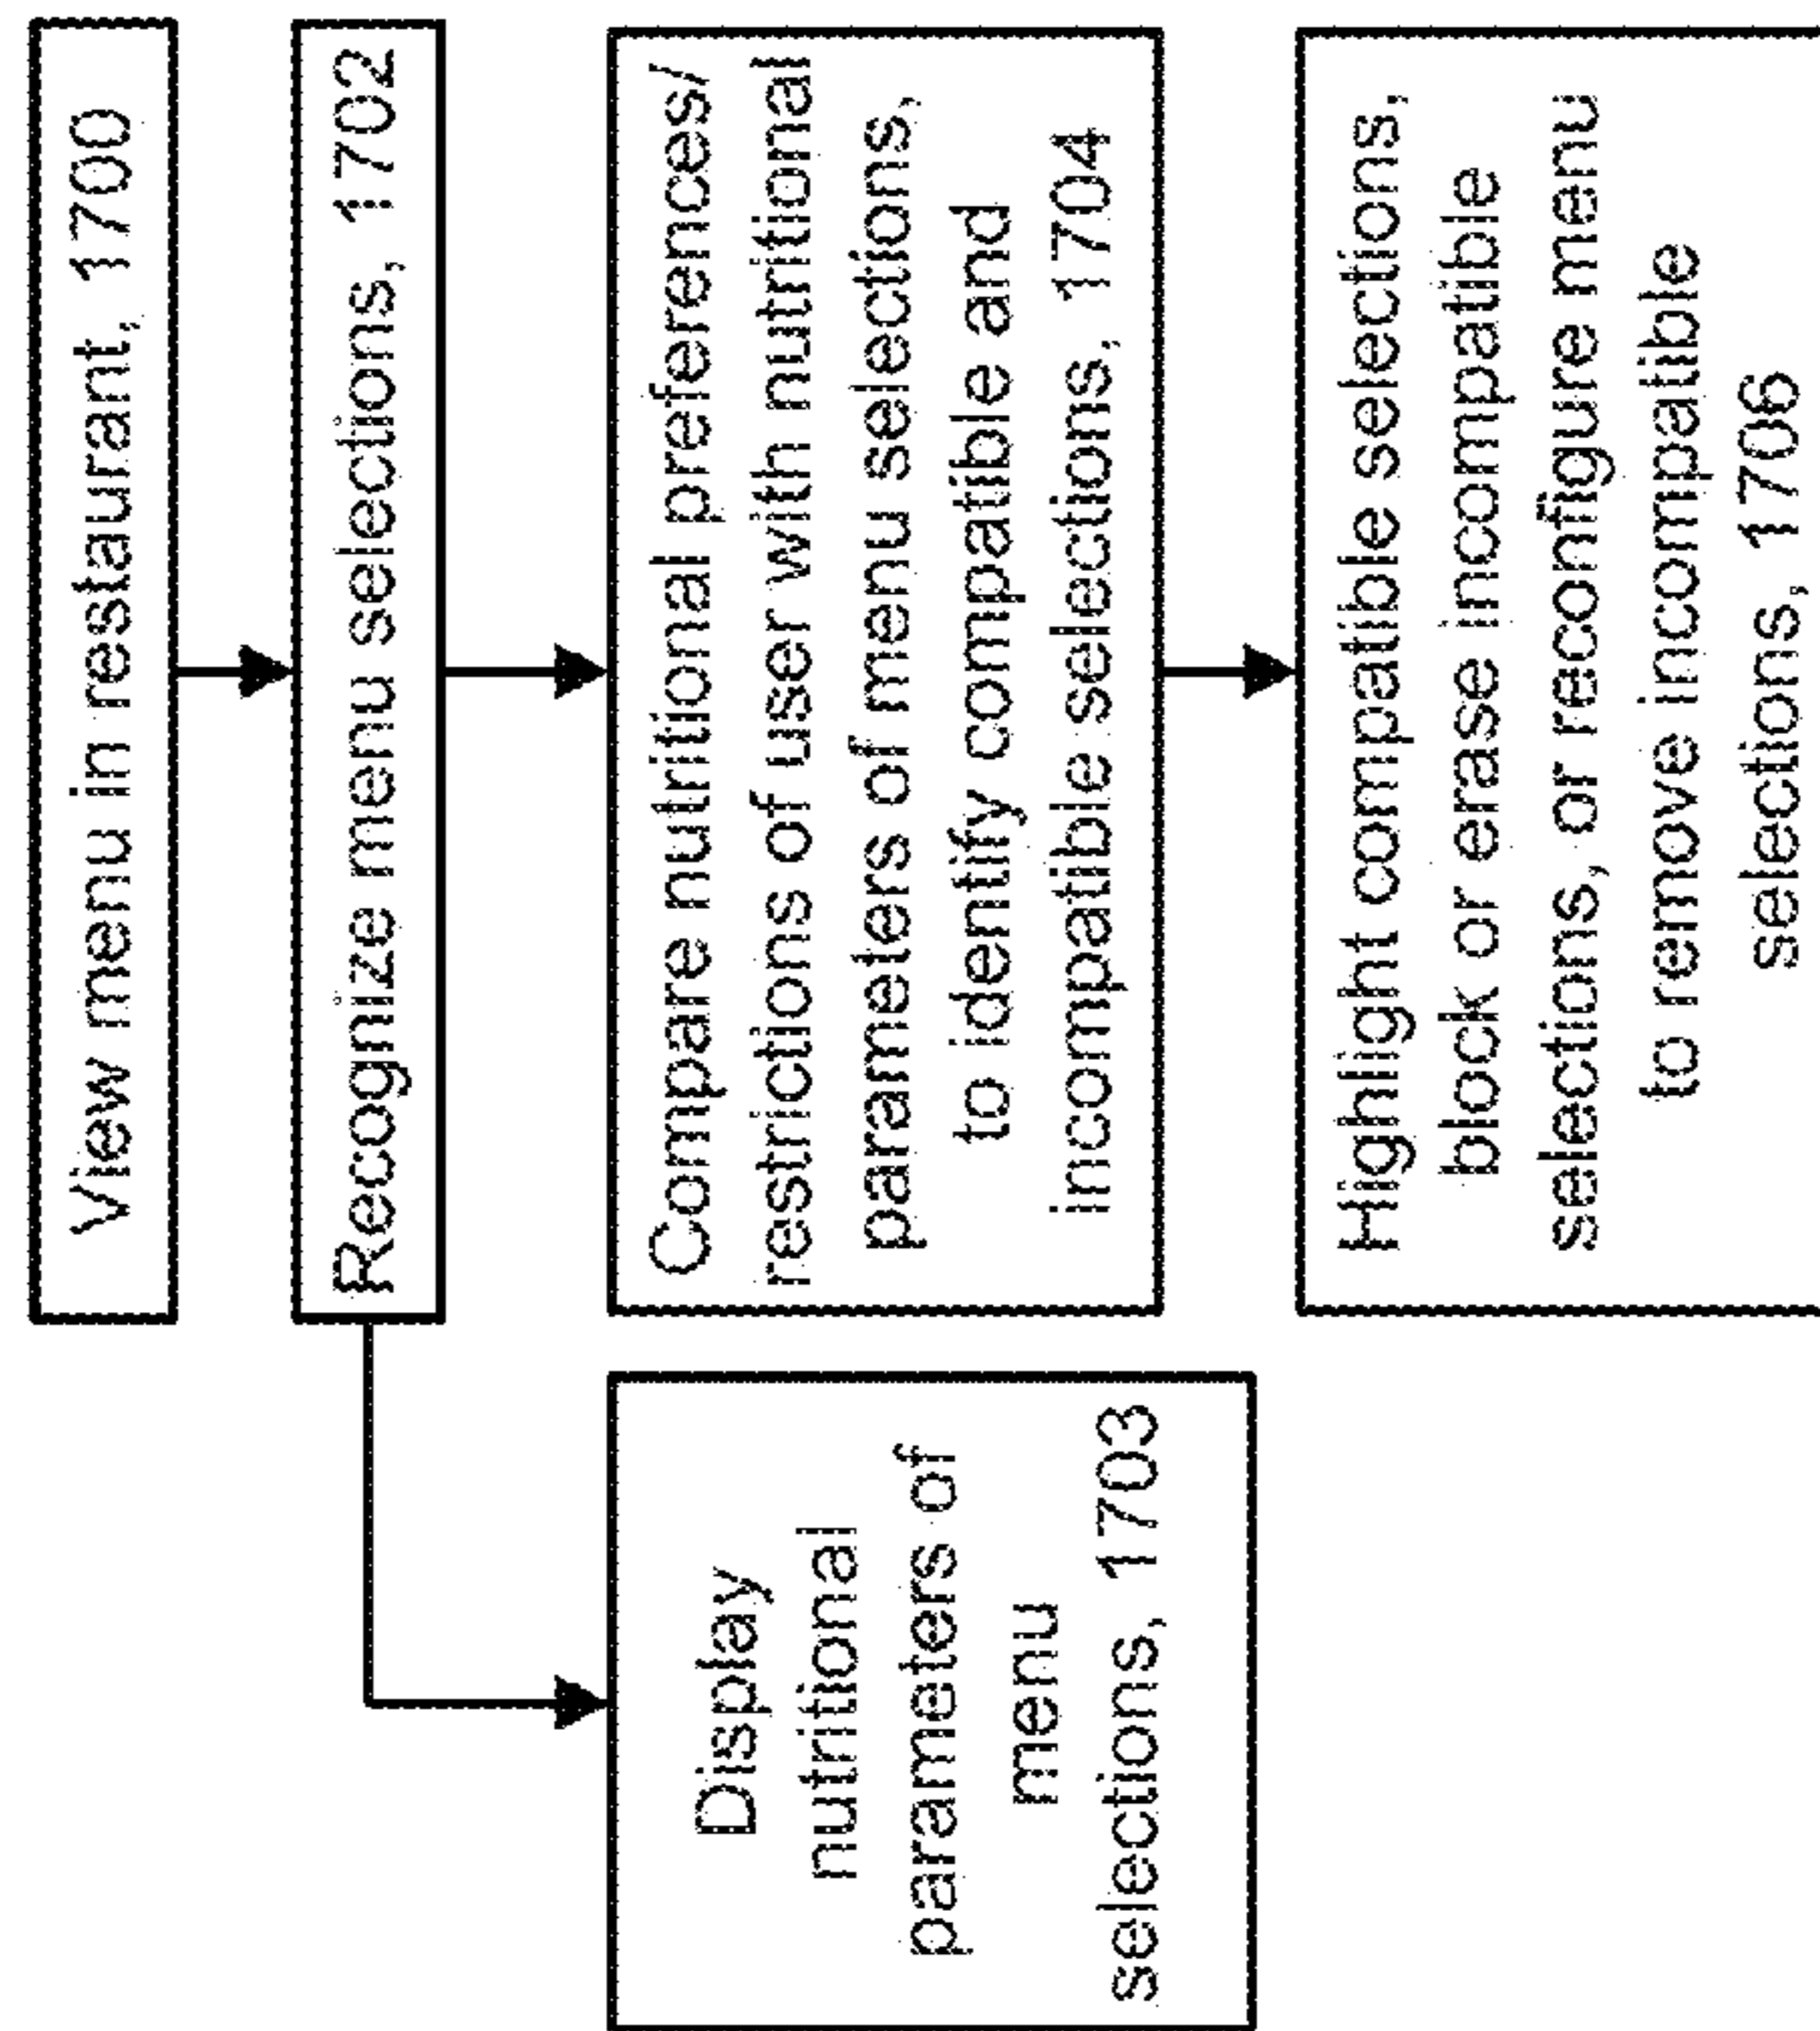 View menu in restaurant, 1700
Recognize menu selections, 1702
Display
nutritional
parameters of
menu
selections, 1703
Compare nutritional preferences/
restrictions of user with nutritional
parameters of menu selections,
to identify compatible and
incompatible selections, 1704
Highlight compatible selections,
block or erase incompatible
selections, or reconfigure menu
to remove incompatible
selections, 1706